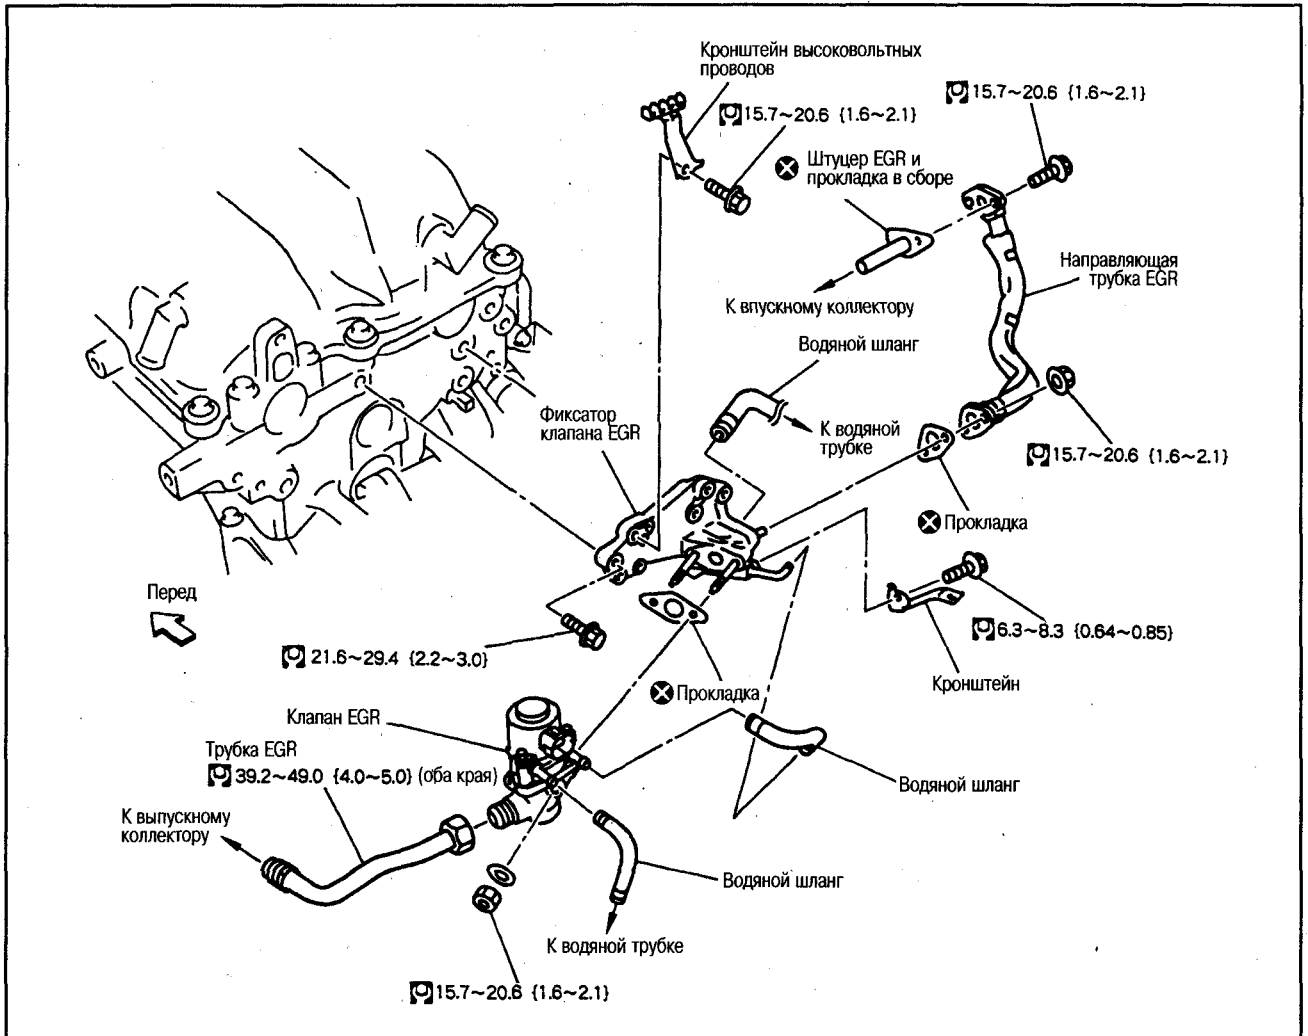 Кронштейн высоковольтных
проводов
15.7~20.6 {1.6~2.1}
15.7~20.6 {1.6~2.1}
Штуцер EGR и
прокладка в сборе
Направляющая
трубка EGR
К впускному коллектору
Водяной шланг
Фиксатор
клапана EGR
К водяной
трубке
15.7~20.6 {1.6~2.1}
Прокладка
Перед
6.3~8.3 {0.64~0.85}
21.6~29.4 {2.2~3.0}
Кронштейн
Прокладка
Клапан EGR
Трубка EGR
39.2~49.0 {4.0~5.0} (оба края)
Водяной шланг
К выпускному
коллектору
Водяной шланг
К водяной трубке
15.7~20.6 {1.6~2.1}